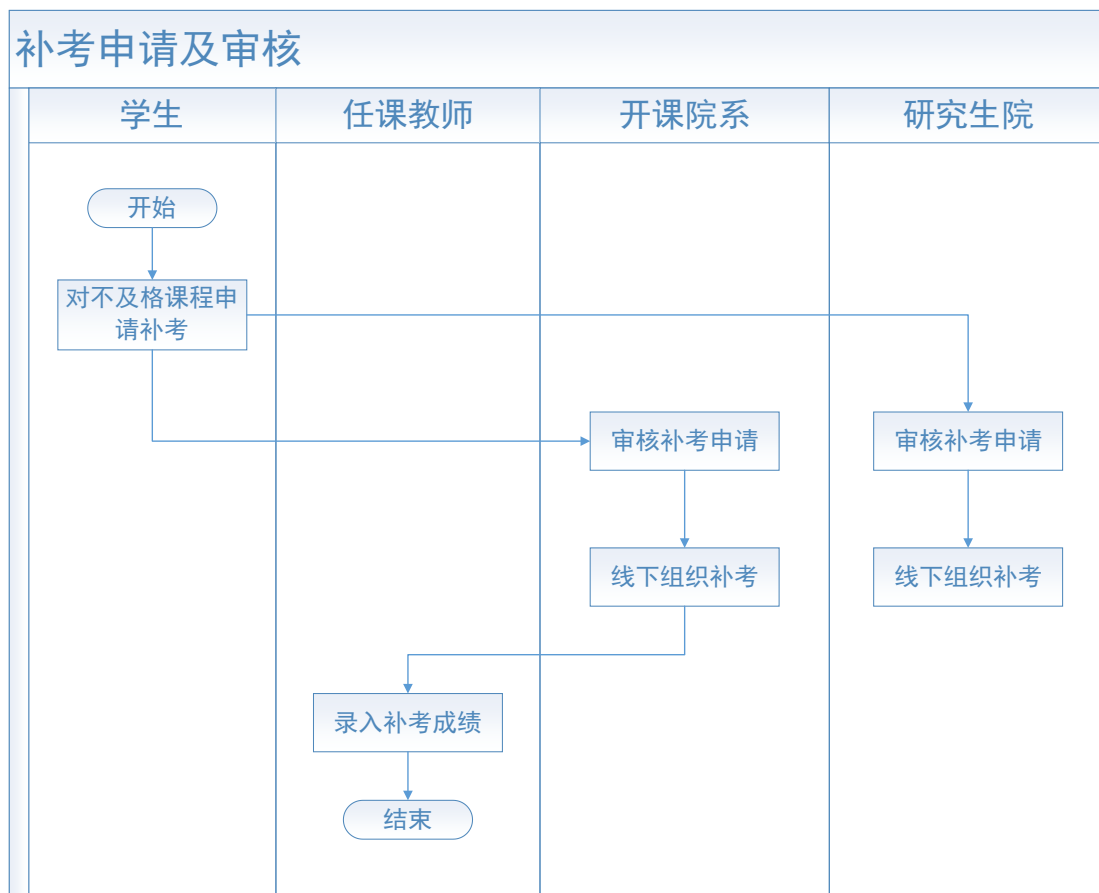 补考申请及审核
学生
任课教师
开课院系
研究生院
开始
对不及格课程申
请补考
审核补考申请
审核补考申请
线下组织补考
线下组织补考
录入补考成绩
结束